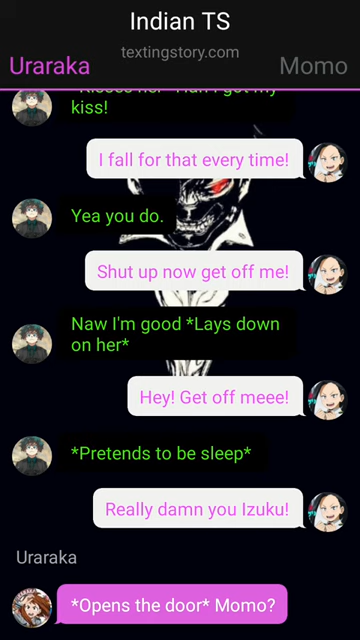 Indian TS
textingstory.com
Uraraka
Momo
kiss!
I fall for that every time!
Yea you do.
Shut up now get off me!
Naw I'm good *Lays down
on her*
Hey! Get off meeee!
*Pretends to be sleep*
Really damn you Izuku!
Uraraka
*Opens the door* Momo?